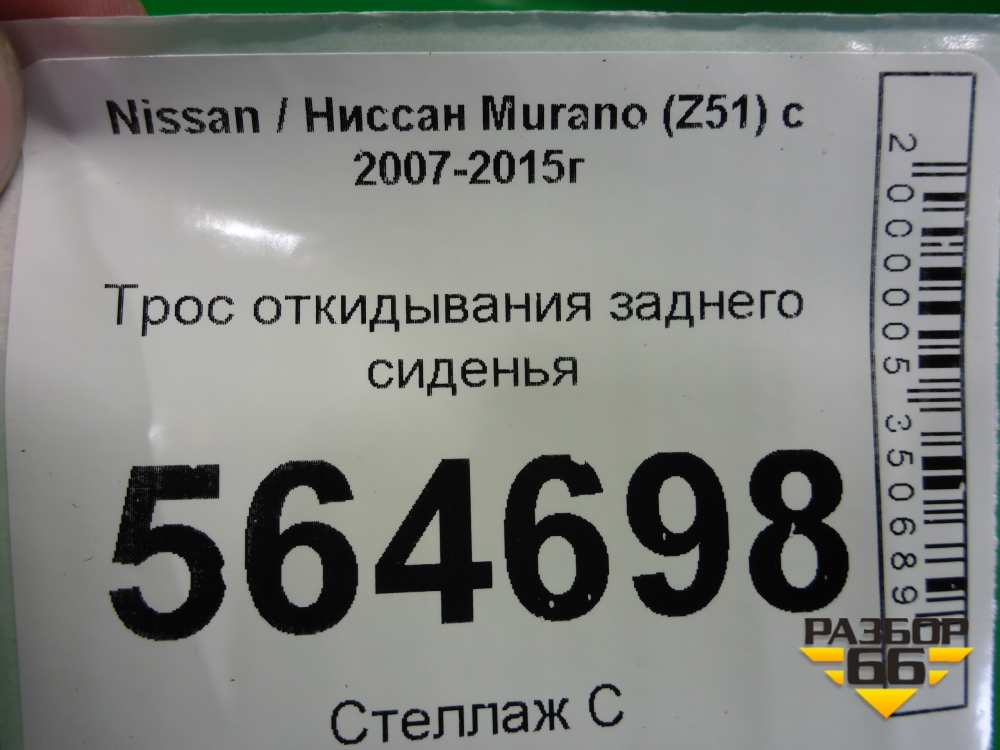 Nissan / Ниссан Murano (Z51) с
2007-2015г
Трос откидывания заднего
сиденья
564698
Стеллаж С
2000005350689
РАЗБОР
66